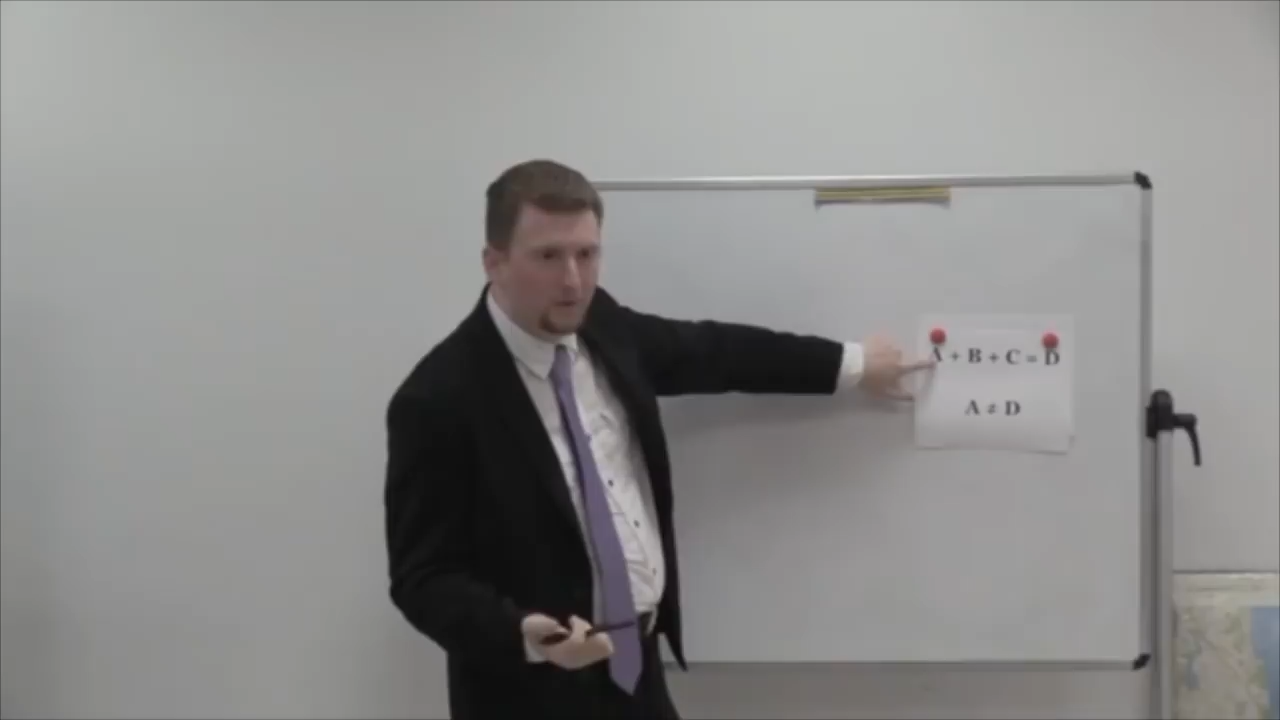 A + B + C = D
A ≠ D